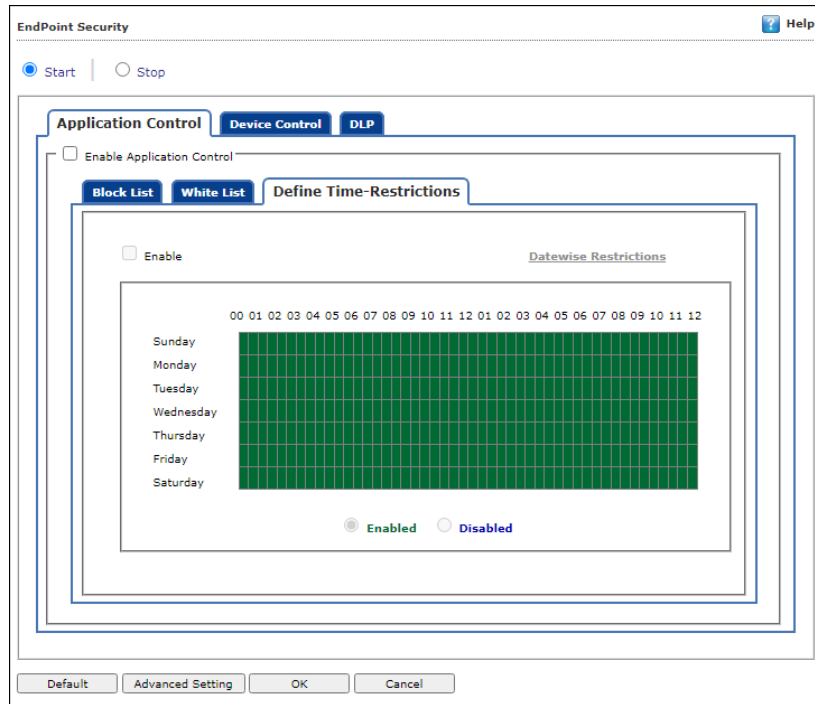 EndPoint Security
? Help
Start Stop
Application Control Device Control DLP
Enable Application Control
Block List White List Define Time-Restrictions
Enable Datewise Restrictions
00 01 02 03 04 05 06 07 08 09 10 11 12 01 02 03 04 05 06 07 08 09 10 11 12
Sunday
Monday
Tuesday
Wednesday
Thursday
Friday
Saturday
Enabled Disabled
Default Advanced Setting OK Cancel